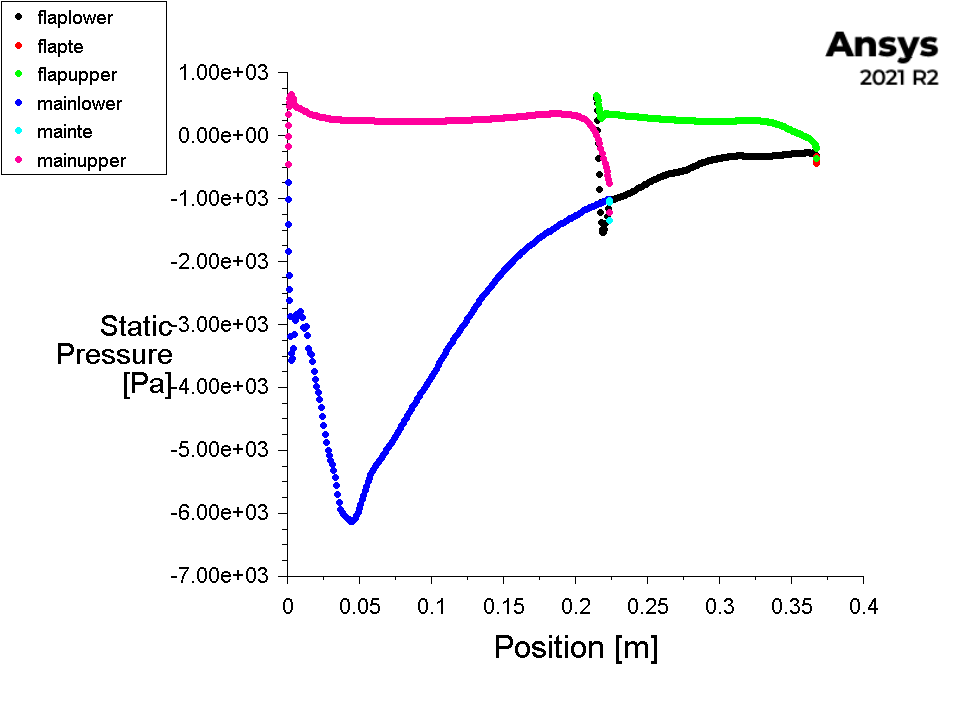 flaplower
flapte
flapupper
mainlower
mainte
mainupper
Ansys
2021 R2
1.00e+03
0.00e+00
-1.00e+03
-2.00e+03
-3.00e+03
-4.00e+03
-5.00e+03
-6.00e+03
-7.00e+03
Static
Pressure
[Pa]
0 0.05 0.1 0.15 0.2 0.25 0.3 0.35 0.4
Position [m]